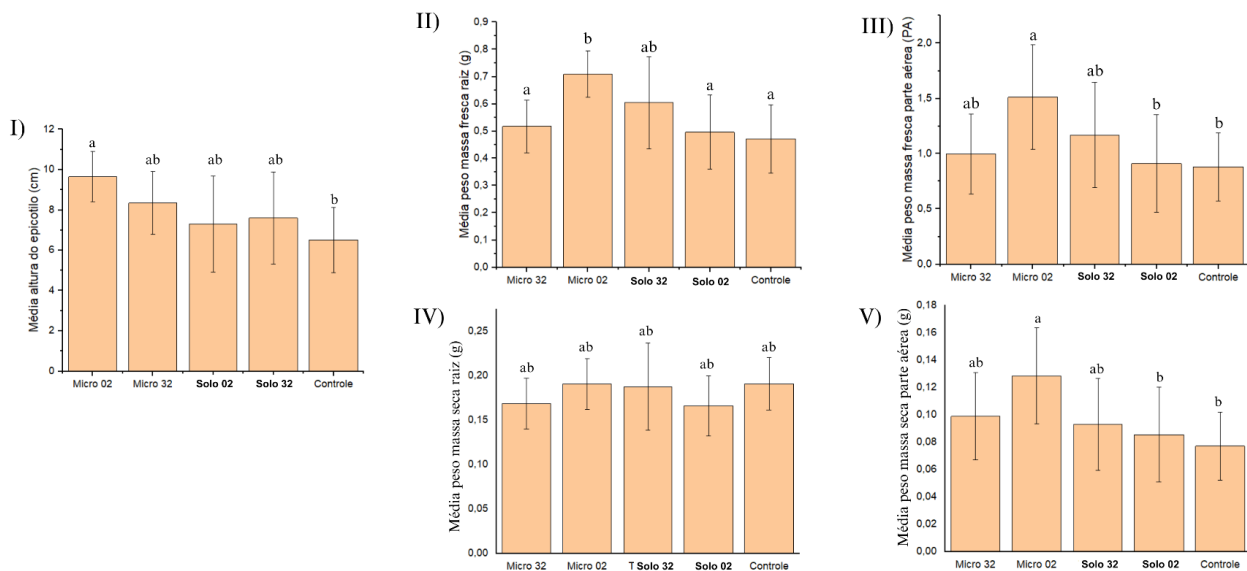 I)
Média altura do epicotilo (cm)
12
10
8
6
4
2
0
a
ab
ab
ab
b
Micro 02 Micro 32 Solo 02 Solo 32 Controle
II)
Média peso massa fresca raiz (g)
0,9
0,8
0,7
0,6
0,5
0,4
0,3
0,2
0,1
0,0
a
b
ab
a
a
Micro 32 Micro 02 Solo 32 Solo 02 Controle
III)
Média peso massa fresca parte aérea (PA)
2,0
1,5
1,0
0,5
0,0
ab
a
ab
b
b
Micro 32 Micro 02 Solo 32 Solo 02 Controle
IV)
Média peso massa seca raiz (g)
0,25
0,20
0,15
0,10
0,05
0,00
ab
ab
ab
ab
ab
Micro 32 Micro 02 T Solo 32 Solo 02 Controle
V)
Média peso massa seca parte aérea (g)
0,18
0,16
0,14
0,12
0,10
0,08
0,06
0,04
0,02
0,00
ab
a
ab
b
b
Micro 32 Micro 02 Solo 32 Solo 02 Controle